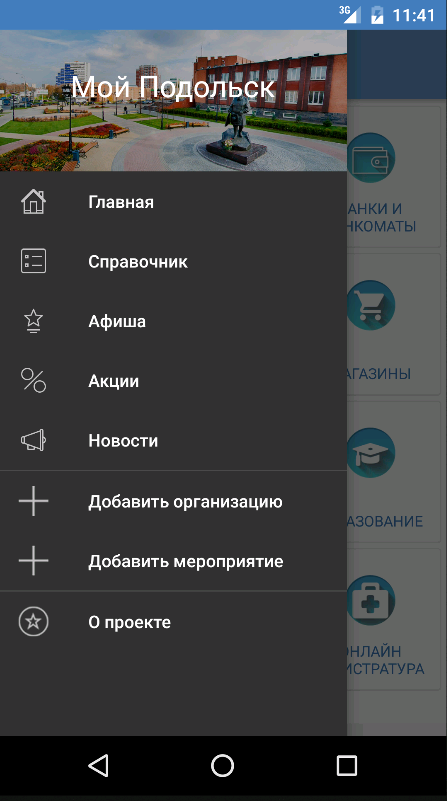 3G 11:41
Мой Подольск
Главная
Справочник
Афиша
Акции
Новости
Добавить организацию
Добавить мероприятие
О проекте
АНКИ И
НКОМАТЫ
АГАЗИНЫ
АЗОВАНИЕ
НЛАЙН
ИСТРАТУРА